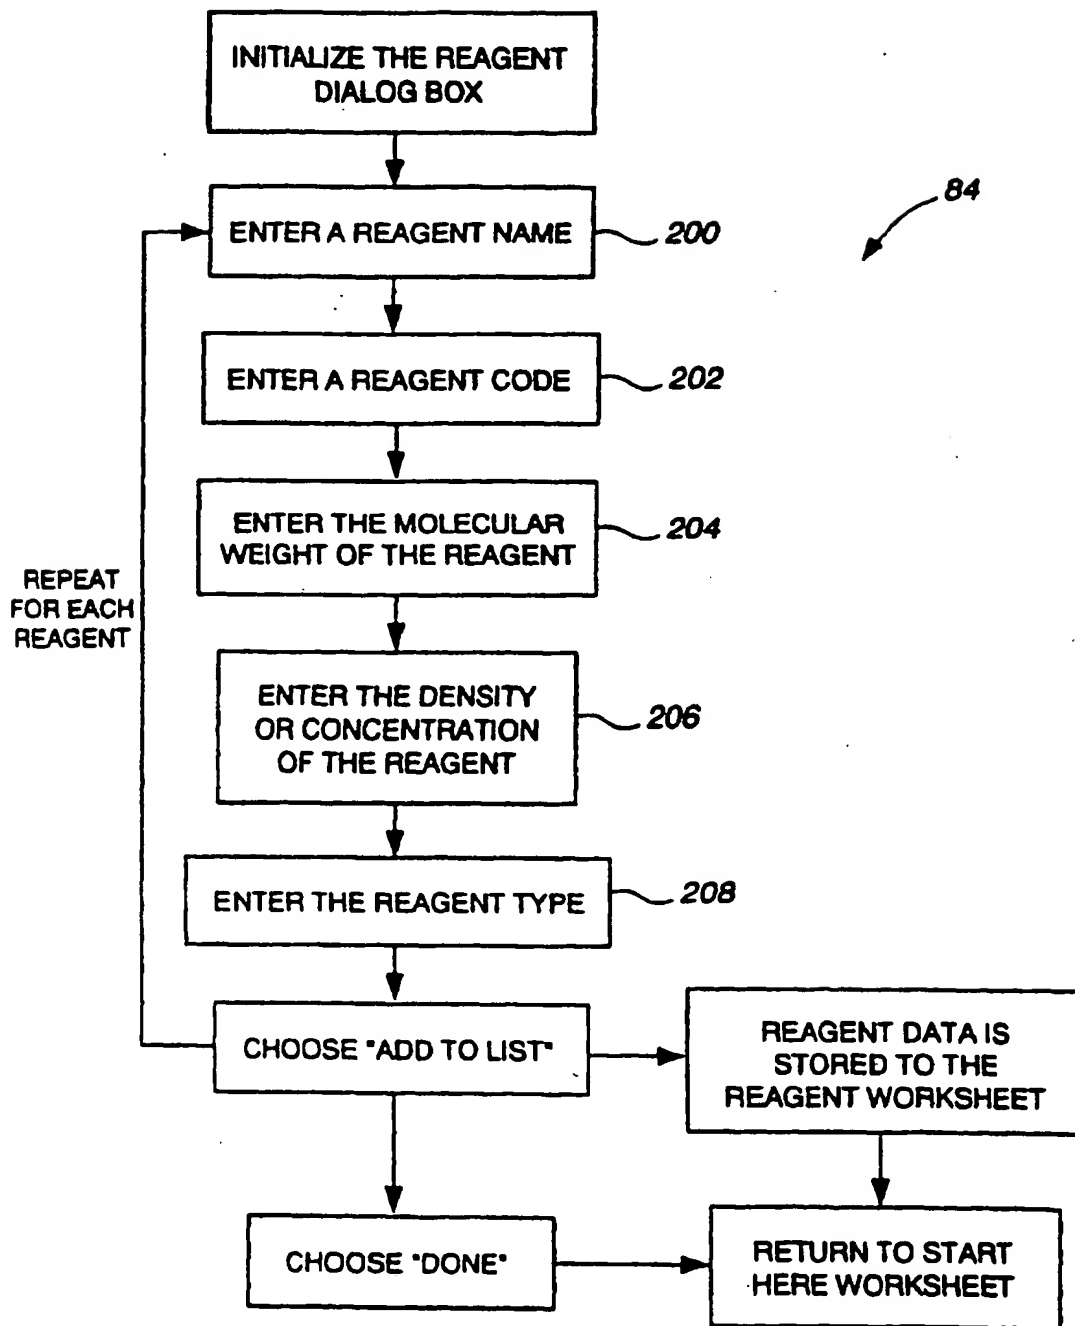 INITIALIZE THE REAGENT
DIALOG BOX
84
ENTER A REAGENT NAME
200
ENTER A REAGENT CODE
202
ENTER THE MOLECULAR
WEIGHT OF THE REAGENT
204
REPEAT
FOR EACH
REAGENT
ENTER THE DENSITY
OR CONCENTRATION
OF THE REAGENT
206
ENTER THE REAGENT TYPE
208
CHOOSE "ADD TO LIST"
REAGENT DATA IS
STORED TO THE
REAGENT WORKSHEET
CHOOSE "DONE"
RETURN TO START
HERE WORKSHEET